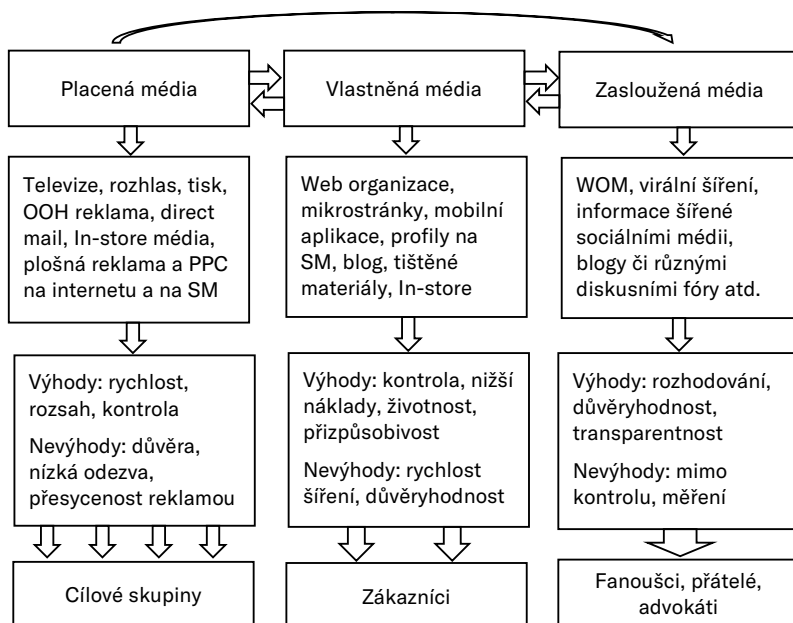 Placená média
Vlastněná média
Zasloužená média
Televize, rozhlas, tisk,
OOH reklama, direct
mail, In-store média,
plošná reklama a PPC
na internetu a na SM
Web organizace,
mikrostránky, mobilní
aplikace, profily na
SM, blog, tištěné
materiály, In-store
WOM, virální šíření,
informace šířené
sociálními médii,
blogy či různými
diskusními fóry atd.
Výhody: rychlost,
rozsah, kontrola
Nevýhody: důvěra,
nízká odezva,
přesycenost reklamou
Výhody: kontrola, nižší
náklady, životnost,
přizpůsobivost
Nevýhody: rychlost
šíření, důvěryhodnost
Výhody: rozhodování,
důvěryhodnost,
transparentnost
Nevýhody: mimo
kontrolu, měření
Cílové skupiny
Zákazníci
Fanoušci, přátelé,
advokáti